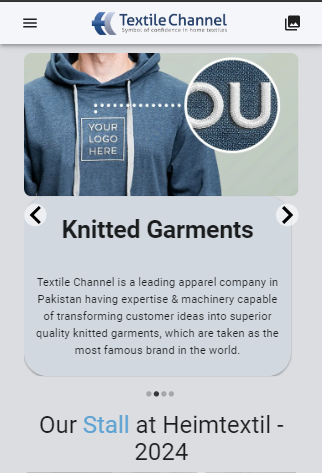 Textile Channel
Symbol of confidence in home textiles
OU
YOUR
LOGO
HERE
Knitted Garments
Textile Channel is a leading apparel company in
Pakistan having expertise & machinery capable
of transforming customer ideas into superior
quality knitted garments, which are taken as the
most famous brand in the world.
Our Stall at Heimtextil -
2024